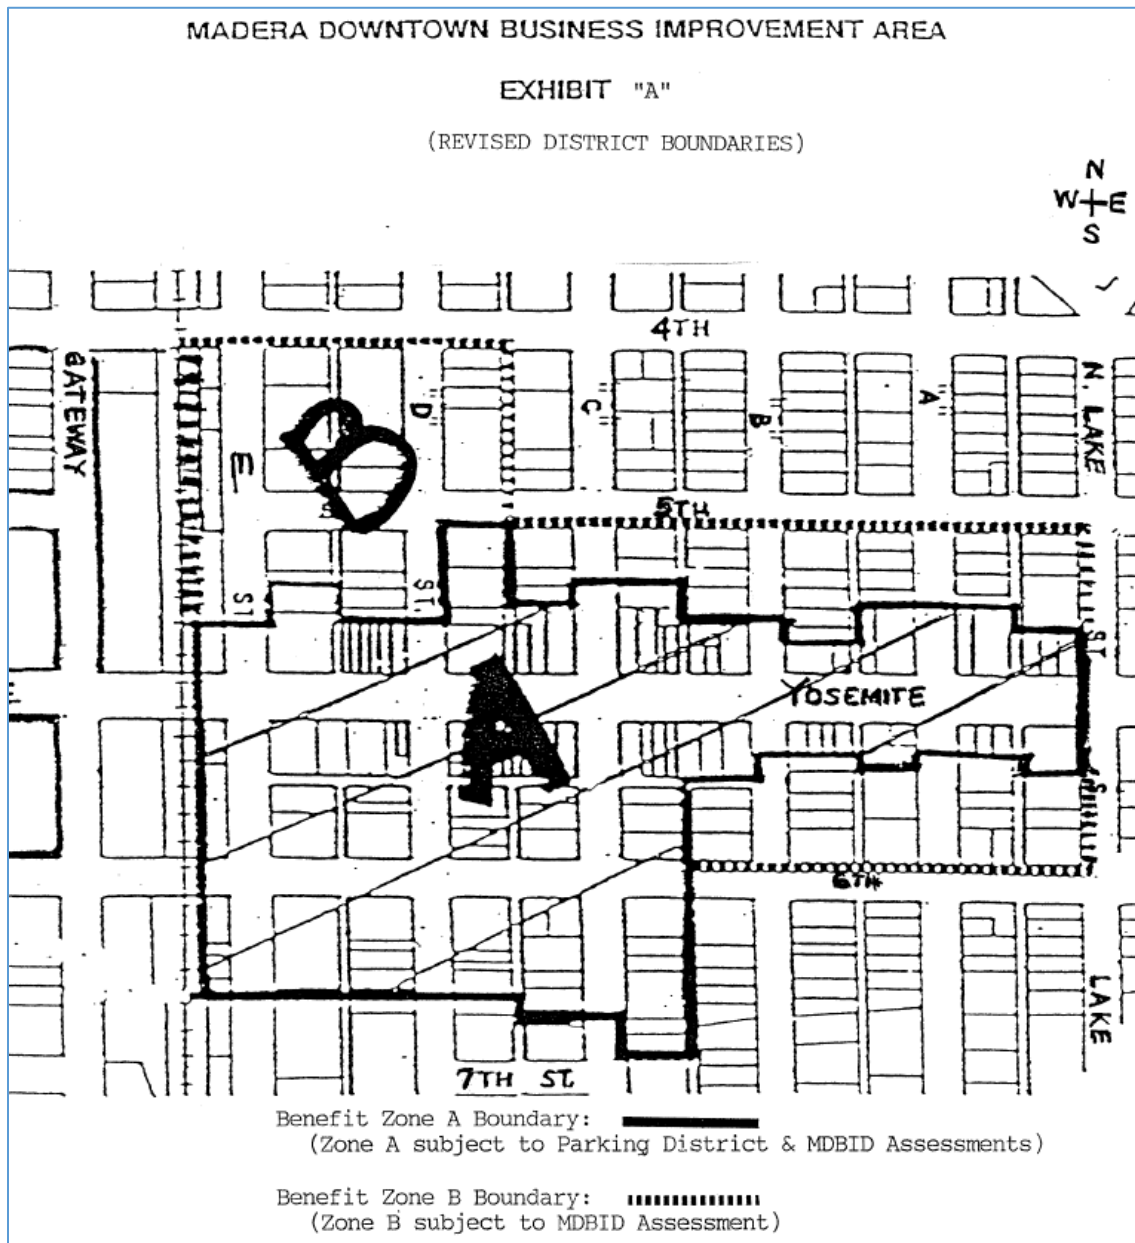 MADERA DOWNTOWN BUSINESS IMPROVEMENT AREA
EXHIBIT "A"
(REVISED DISTRICT BOUNDARIES)
N
W E
S
4TH
GATEWAY
"D"
"C"
"B"
"A"
N. LAKE
E
B
5TH
ST
ST.
ST.
A
YOSEMITE
S.
6TH
LAKE
7TH ST.
Benefit Zone A Boundary:
(Zone A subject to Parking District & MDBID Assessments)
Benefit Zone B Boundary:
(Zone B subject to MDBID Assessment)